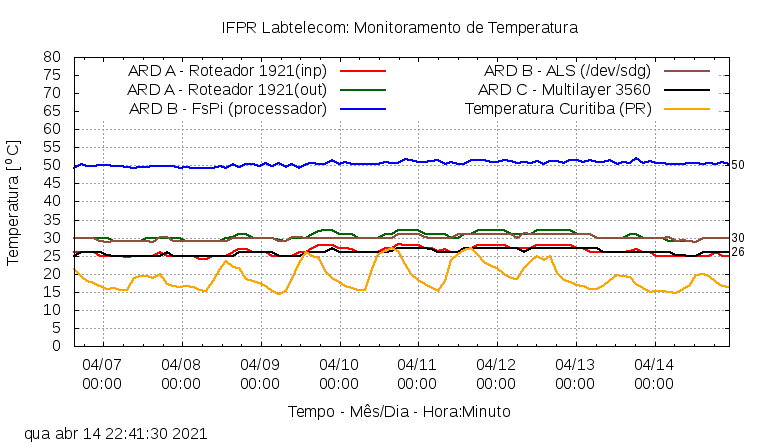 IFPR Labtelecom: Monitoramento de Temperatura
Temperatura [ ⁰ C]
80
75
70
65
60
55
50
45
40
35
30
25
20
15
10
5
0
ARD A - Roteador 1921(inp)
ARD A - Roteador 1921(out)
ARD B - FsPi (processador)
ARD B - ALS (/dev/sdg)
ARD C - Multilayer 3560
Temperatura Curitiba (PR)
50
30
26
04/07 00:00
04/08 00:00
04/09 00:00
04/10 00:00
04/11 00:00
04/12 00:00
04/13 00:00
04/14 00:00
Tempo - Mês/Dia - Hora:Minuto
qua abr 14 22:41:30 2021